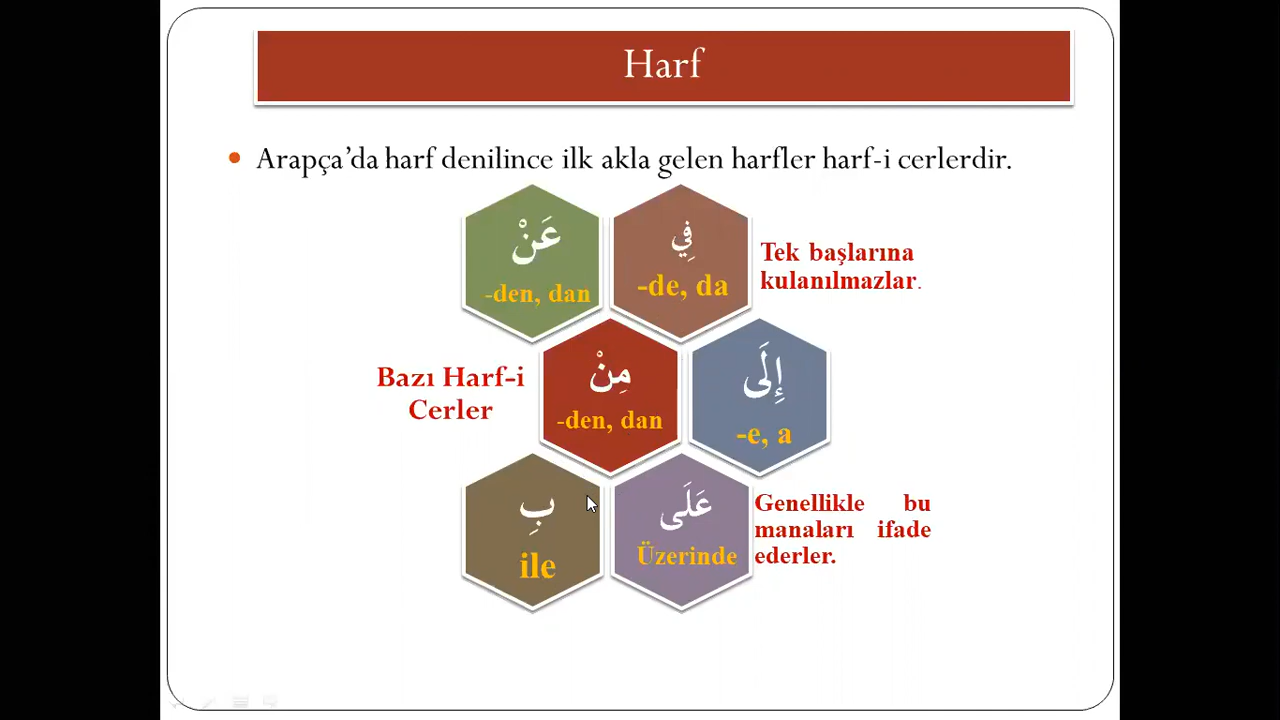 Harf
Arapça’da harf denilince ilk akla gelen harfler harf-i cerlerdir.
عَنْ
-den, dan
فِي
-de, da
Tek başlarına
kulanılmazlar.
Bazı Harf-i
Cerler
مِنْ
-den, dan
إِلَى
-e, a
بِ
ile
عَلَى
Üzerinde
Genellikle bu
manaları ifade
ederler.